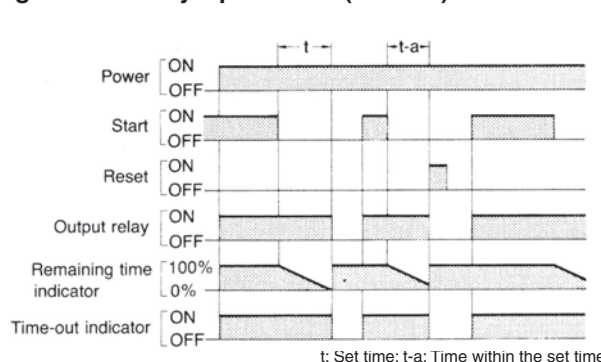 t
t-a
Power
ON
OFF
Start
ON
OFF
Reset
ON
OFF
Output relay
ON
OFF
Remaining time
indicator
100%
0%
Time-out indicator
ON
OFF
t: Set time; t-a: Time within the set time